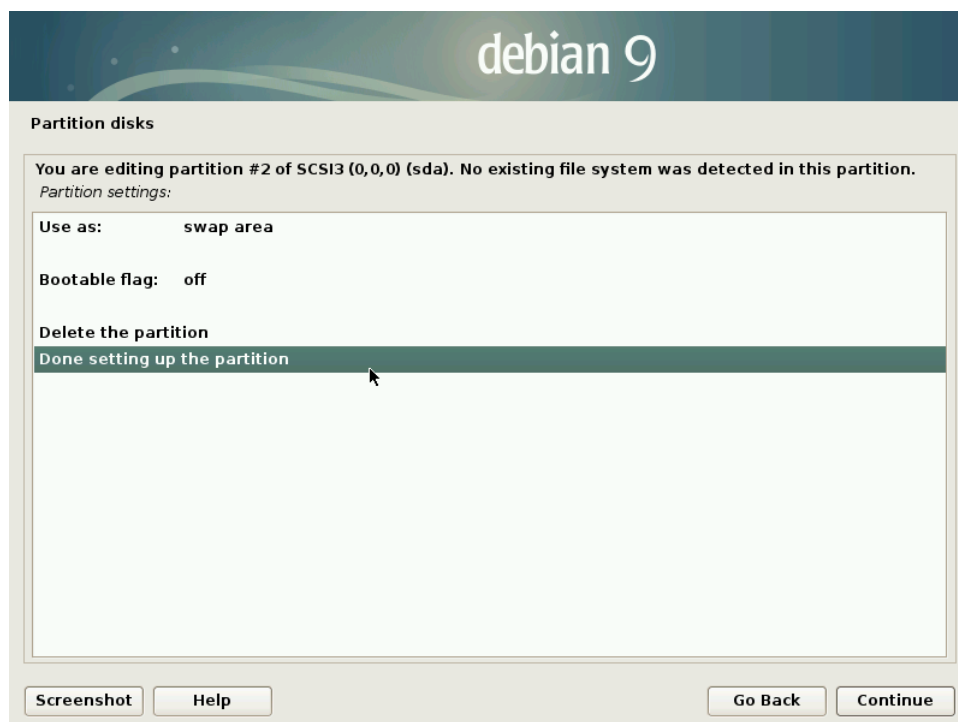 debian 9
Partition disks
You are editing partition #2 of SCSI3 (0,0,0) (sda). No existing file system was detected in this partition.
Partition settings:
Use as: swap area
Bootable flag: off
Delete the partition
Done setting up the partition
Screenshot Help Go Back Continue